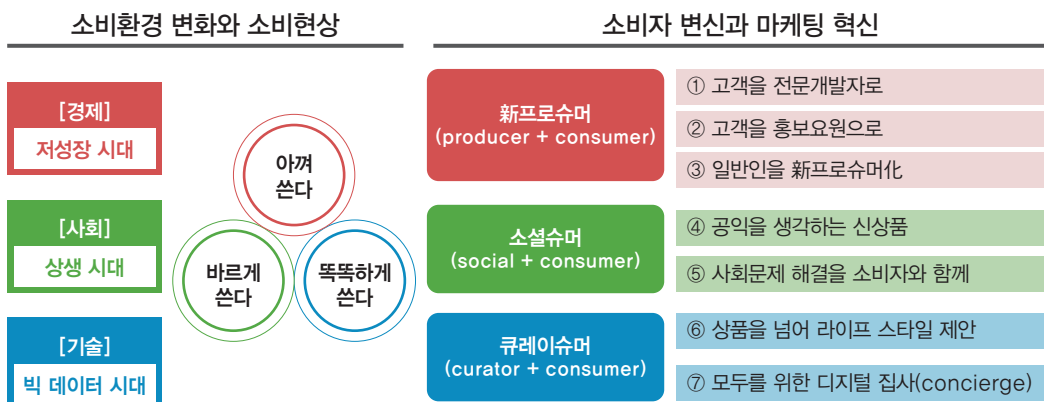 소비환경 변화와 소비현상
[경제]
저성장 시대
[사회]
상생 시대
[기술]
빅 데이터 시대
아껴
쓴다
바르게
쓴다
똑똑하게
쓴다
소비자 변신과 마케팅 혁신
新프로슈머
(producer + consumer)
① 고객을 전문개발자로
② 고객을 홍보요원으로
③ 일반인을 新프로슈머化
소셜슈머
(social + consumer)
④ 공익을 생각하는 신상품
⑤ 사회문제 해결을 소비자와 함께
큐레이슈머
(curator + consumer)
⑥ 상품을 넘어 라이프 스타일 제안
⑦ 모두를 위한 디지털 집사(concierge)